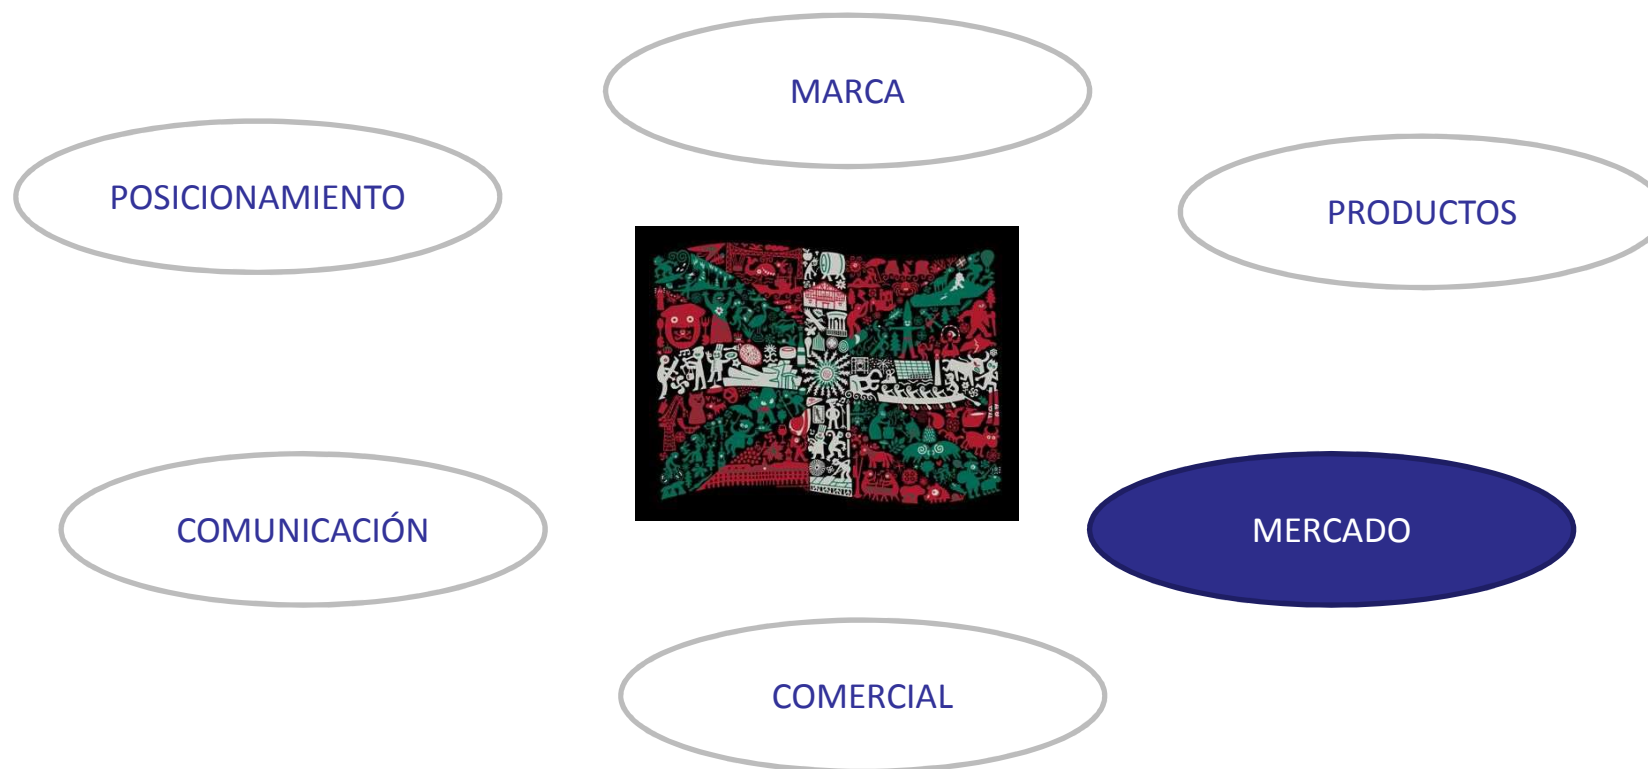 MARCA
POSICIONAMIENTO
PRODUCTOS
COMUNICACIÓN
MERCADO
COMERCIAL